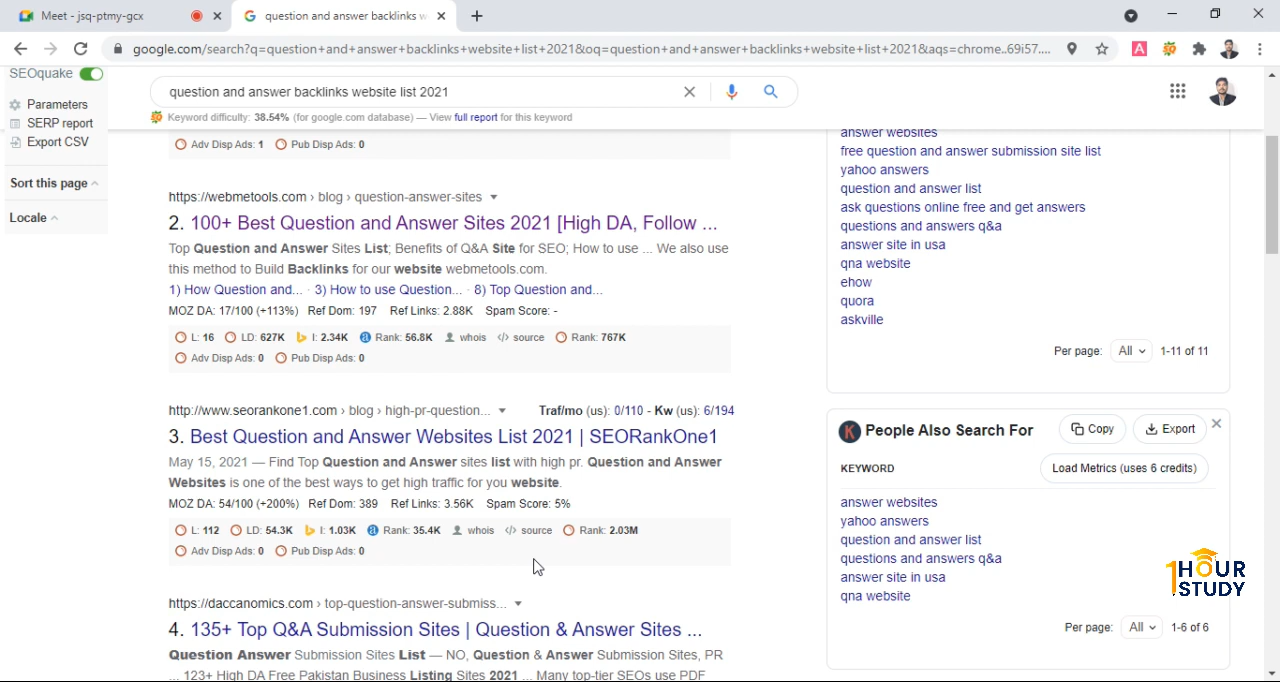 Meet - jsq-ptmy-gcx
question and answer backlinks w
google.com/search?q=question+and+answer+backlinks+website+list+2021&oq=question+and+answer+backlinks+website+list+2021&aqs=chrome..69i57....
SEOquake
Parameters
SERP report
Export CSV
Sort this page
Locale
question and answer backlinks website list 2021
Keyword difficulty: 38.54% (for google.com database) — View full report for this keyword
Adv Disp Ads: 1 Pub Disp Ads: 0
https://webmetools.com › blog › question-answer-sites
2. 100+ Best Question and Answer Sites 2021 [High DA, Follow ...
Top Question and Answer Sites List; Benefits of Q&A Site for SEO; How to use ... We also use
this method to Build Backlinks for our website webmetools.com.
1) How Question and... · 3) How to use Question... · 8) Top Question and...
MOZ DA: 17/100 (+113%) Ref Dom: 197 Ref Links: 2.88K Spam Score: -
L: 16 LD: 627K I: 2.34K Rank: 56.8K whois </> source Rank: 767K
Adv Disp Ads: 0 Pub Disp Ads: 0
http://www.seorankone1.com › blog › high-pr-question... Traf/mo (us): 0/110 - Kw (us): 6/194
3. Best Question and Answer Websites List 2021 | SEORankOne1
May 15, 2021 — Find Top Question and Answer sites list with high pr. Question and Answer
Websites is one of the best ways to get high traffic for you website.
MOZ DA: 54/100 (+200%) Ref Dom: 389 Ref Links: 3.56K Spam Score: 5%
L: 112 LD: 54.3K I: 1.03K Rank: 35.4K whois </> source Rank: 2.03M
Adv Disp Ads: 0 Pub Disp Ads: 0
https://daccanomics.com › top-question-answer-submiss...
4. 135+ Top Q&A Submission Sites | Question & Answer Sites ...
Question Answer Submission Sites List — NO, Question & Answer Submission Sites, PR
... 123+ High DA Free Pakistan Business Listing Sites 2021 ... Many top-tier SEOs use PDF
answer websites
free question and answer submission site list
yahoo answers
question and answer list
ask questions online free and get answers
questions and answers q&a
answer site in usa
qna website
ehow
quora
askville
Per page: All 1-11 of 11
K People Also Search For Copy Export
KEYWORD Load Metrics (uses 6 credits)
answer websites
yahoo answers
question and answer list
questions and answers q&a
answer site in usa
qna website
Per page: All 1-6 of 6
1HOUR
STUDY